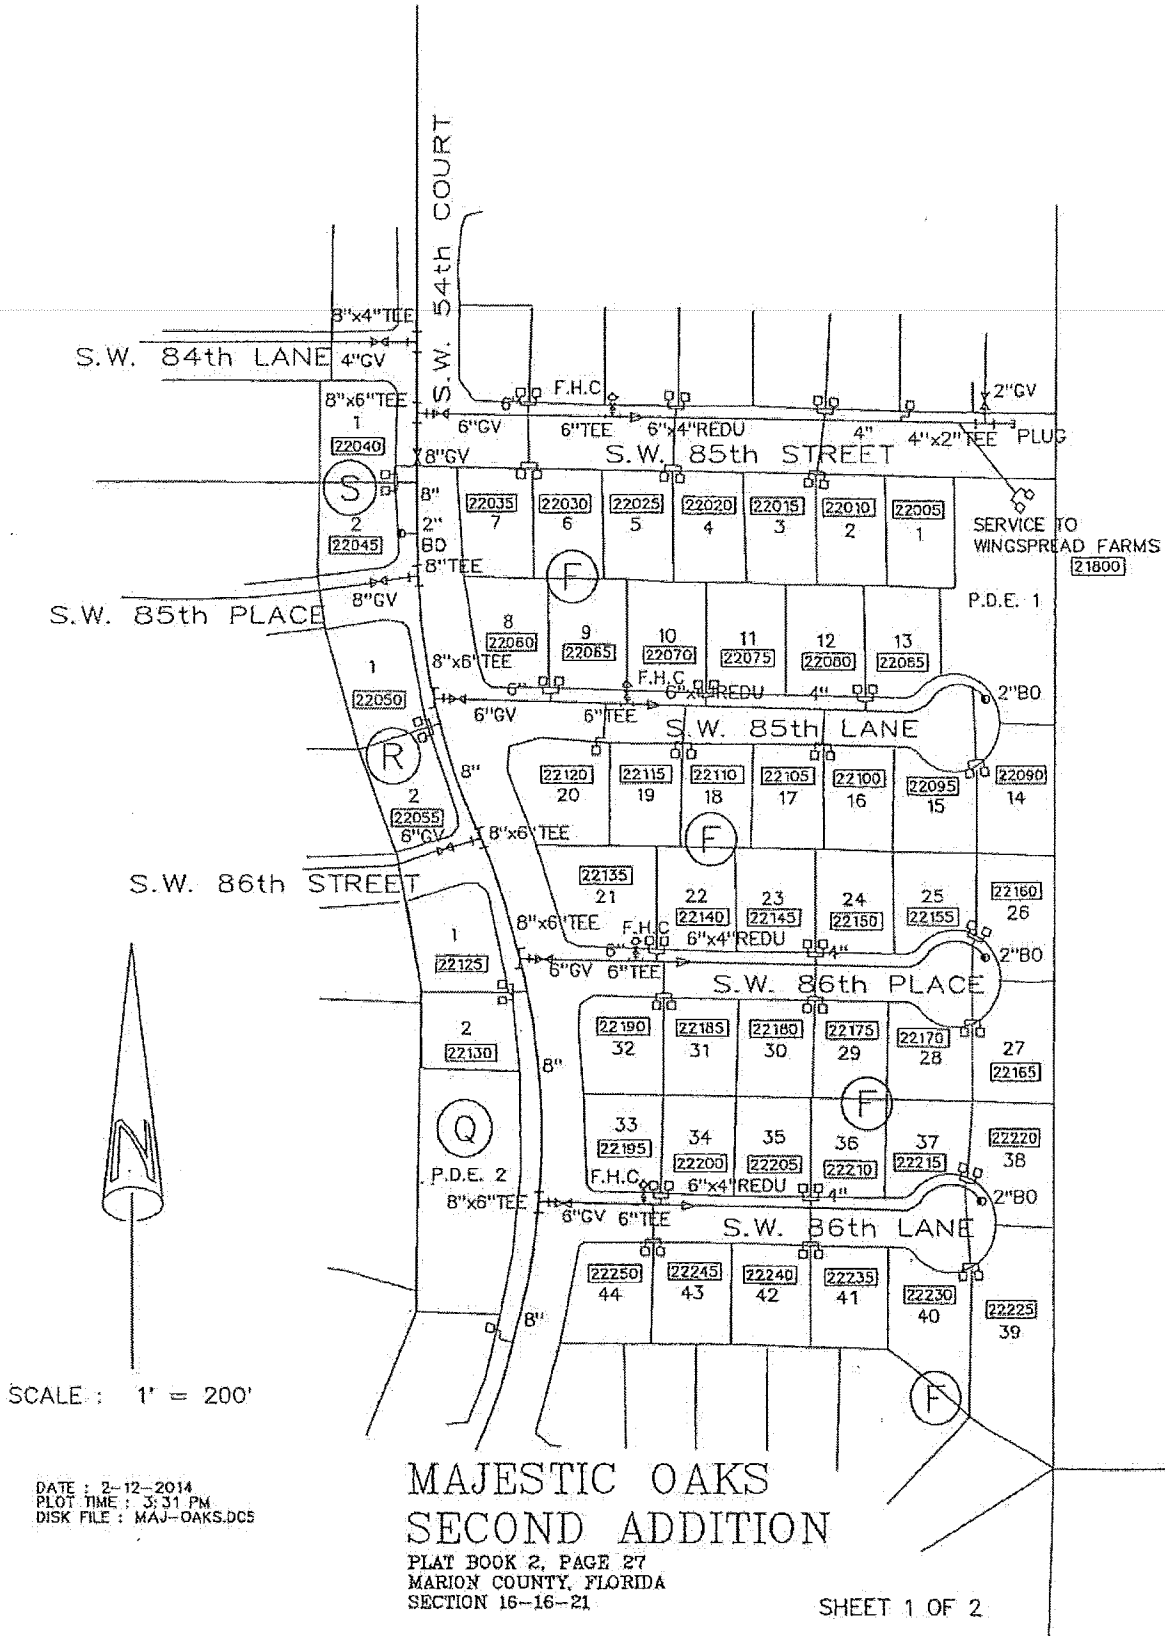 S.W. 54th COURT
8"x4"TEE
S.W. 84th LANE
4"GV
F.H.C
2"GV
8"x6"TEE
6"
6"GV
6"TEE
6"x4"REDU
4"
4"x2"TEE
PLUG
1
22040
S.W. 85th STREET
8"GV
S
8"
22035
7
22030
6
22025
5
22020
4
22015
3
22010
2
22005
1
SERVICE TO
WINGSPREAD FARMS
21800
2
22045
2"
BO
8"TEE
F
8"GV
S.W. 85th PLACE
P.D.E. 1
8
22060
9
22065
10
22070
11
22075
12
22080
13
22085
8"x6"TEE
1
22050
F.H.C
6"
6"x4"REDU
4"
2"BO
6"GV
6"TEE
S.W. 85th LANE
R
8"
22120
20
22115
19
22110
18
22105
17
22100
16
22095
15
22090
14
2
22055
6"GV
8"x6"TEE
F
S.W. 86th STREET
22135
21
22
22140
23
22145
24
22150
25
22155
22160
26
8"x6"TEE
F.H.C
6"
6"x4"REDU
4"
2"BO
1
22125
6"GV
6"TEE
S.W. 86th PLACE
2
22130
22190
32
22185
31
22180
30
22175
29
22170
28
27
22165
8"
F
Q
33
22195
34
22200
35
22205
36
22210
37
22215
22220
38
P.D.E. 2
F.H.C
6"x4"REDU
4"
2"BO
8"x6"TEE
6"GV
6"TEE
S.W. 86th LANE
22250
44
22245
43
22240
42
22235
41
22230
40
22225
39
8"
F
N
SCALE : 1' = 200'
DATE : 2-12-2014
PLOT TIME : 3:31 PM
DISK FILE : MAJ-OAKS.DC5
MAJESTIC OAKS
SECOND ADDITION
PLAT BOOK 2, PAGE 27
MARION COUNTY, FLORIDA
SECTION 16-16-21
SHEET 1 OF 2